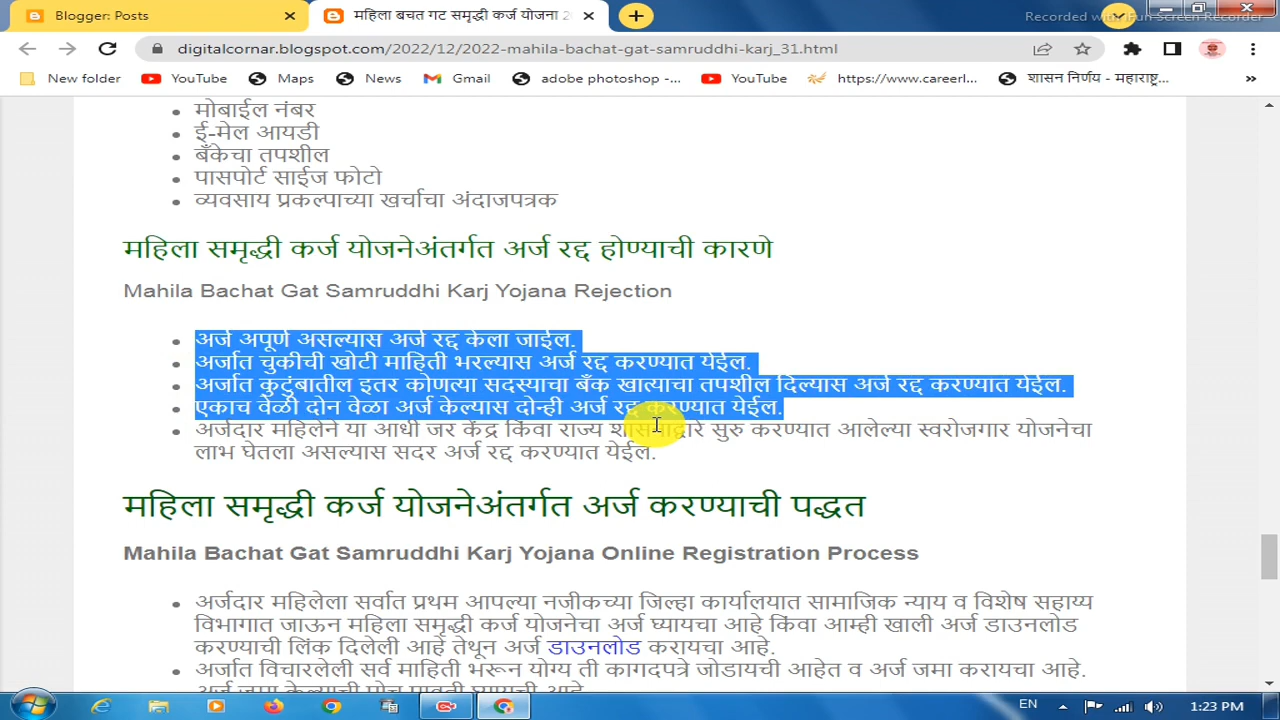 Blogger: Posts
महिला बचत गट समृद्धी कर्ज योजना 2
Recorded with iFun Screen Recorder
digitalcornar.blogspot.com/2022/12/2022-mahila-bachat-gat-samruddhi-karj_31.html
New folder YouTube Maps News Gmail adobe photoshop -... YouTube https://www.careerl... शासन निर्णय - महाराष्ट्र... »
मोबाईल नंबर
ई-मेल आयडी
बँकेचा तपशील
पासपोर्ट साईज फोटो
व्यवसाय प्रकल्पाच्या खर्चाचा अंदाजपत्रक
महिला समृद्धी कर्ज योजनेअंतर्गत अर्ज रद्द होण्याची कारणे
Mahila Bachat Gat Samruddhi Karj Yojana Rejection
अर्ज अपूर्ण असल्यास अर्ज रद्द केला जाईल.
अर्जात चुकीची खोटी माहिती भरल्यास अर्ज रद्द करण्यात येईल.
अर्जात कुटुंबातील इतर कोणत्या सदस्याचा बँक खात्याचा तपशील दिल्यास अर्ज रद्द करण्यात येईल.
एकाच वेळी दोन वेळा अर्ज केल्यास दोन्ही अर्ज रद्द करण्यात येईल.
अर्जदार महिलेने या आधी जर केंद्र किंवा राज्य शासनाद्वारे सुरु करण्यात आलेल्या स्वरोजगार योजनेचा
लाभ घेतला असल्यास सदर अर्ज रद्द करण्यात येईल.
महिला समृद्धी कर्ज योजनेअंतर्गत अर्ज करण्याची पद्धत
Mahila Bachat Gat Samruddhi Karj Yojana Online Registration Process
अर्जदार महिलेला सर्वात प्रथम आपल्या नजीकच्या जिल्हा कार्यालयात सामाजिक न्याय व विशेष सहाय्य
विभागात जाऊन महिला समृद्धी कर्ज योजनेचा अर्ज घ्यायचा आहे किंवा आम्ही खाली अर्ज डाउनलोड
करण्याची लिंक दिलेली आहे तेथून अर्ज डाउनलोड करायचा आहे.
अर्जात विचारलेली सर्व माहिती भरून योग्य ती कागदपत्रे जोडायची आहेत व अर्ज जमा करायचा आहे.
अर्ज जमा केल्याची पोच पावती घ्यायची आहे
EN 1:23 PM